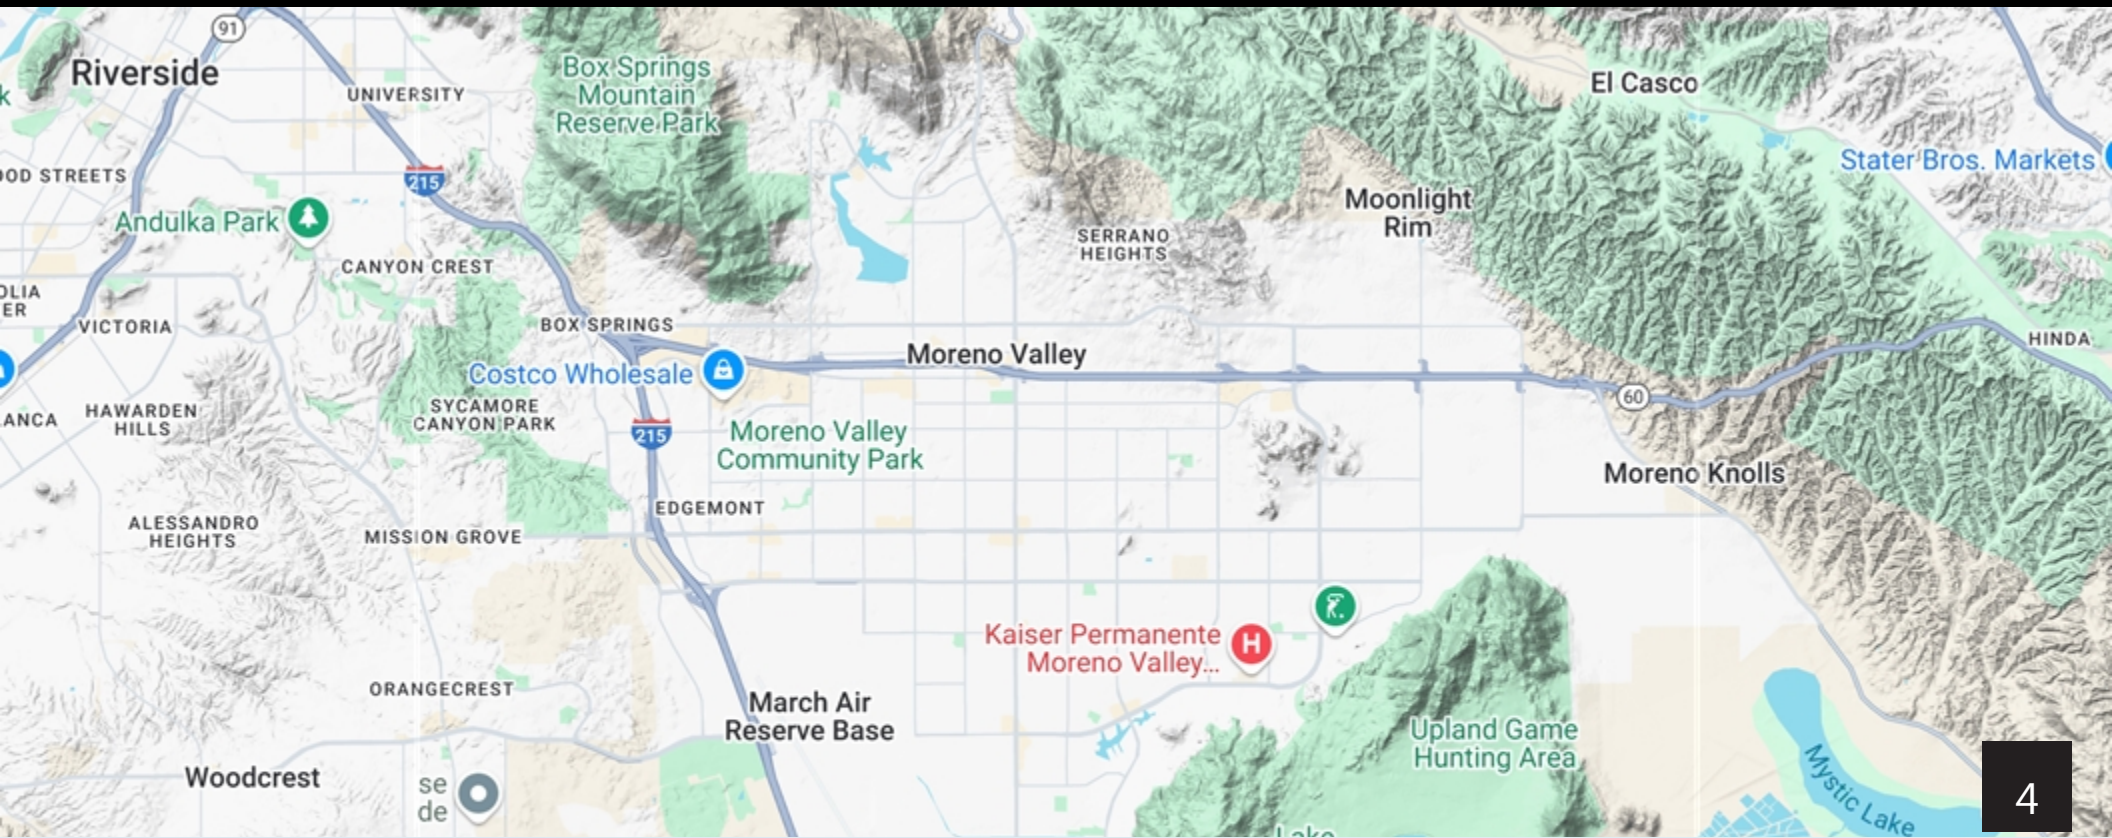 91
Riverside
Box Springs
Mountain
Reserve Park
UNIVERSITY
El Casco
k
Stater Bros. Markets
OOD STREETS
215
Moonlight
Rim
Andulka Park
SERRANO
HEIGHTS
CANYON CREST
OLIA
ER
VICTORIA
BOX SPRINGS
HINDA
Moreno Valley
Costco Wholesale
60
ANCA
HAWARDEN
HILLS
SYCAMORE
CANYON PARK
215
Moreno Valley
Community Park
Moreno Knolls
EDGEMONT
ALESSANDRO
HEIGHTS
MISSION GROVE
Kaiser Permanente
Moreno Valley...
H
ORANGECREST
March Air
Reserve Base
Upland Game
Hunting Area
Woodcrest
se
de
Mystic Lake
4
Lake